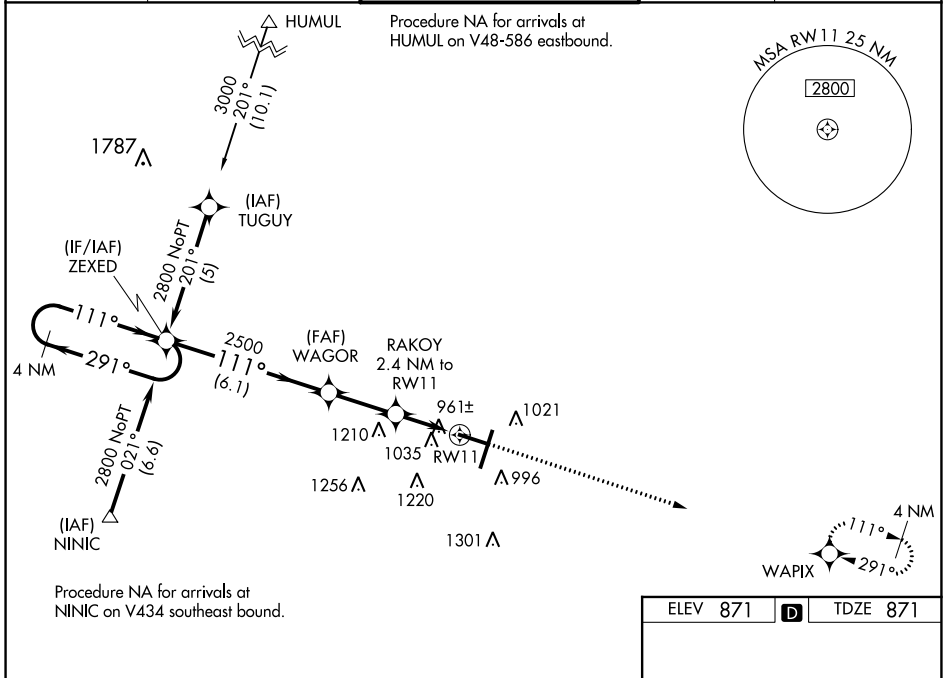 HUMUL
Procedure NA for arrivals at
HUMUL on V48-586 eastbound.
MSA RW11 25 NM
2800
3000
201°
(10.1)
1787
(IAF)
TUGUY
(IF/IAF)
ZEXED
2800 NoPT
201°
(5)
111°
291°
4 NM
2500
111°
(6.1)
(FAF)
WAGOR
RAKOY
2.4 NM to
RW11
961±
1021
1210
1035
RW11
996
1256
1220
1301
2800 NoPT
021°
(6.6)
(IAF)
NINIC
4 NM
111°
291°
WAPIX
Procedure NA for arrivals at
NINIC on V434 southeast bound.
ELEV 871 D TDZE 871